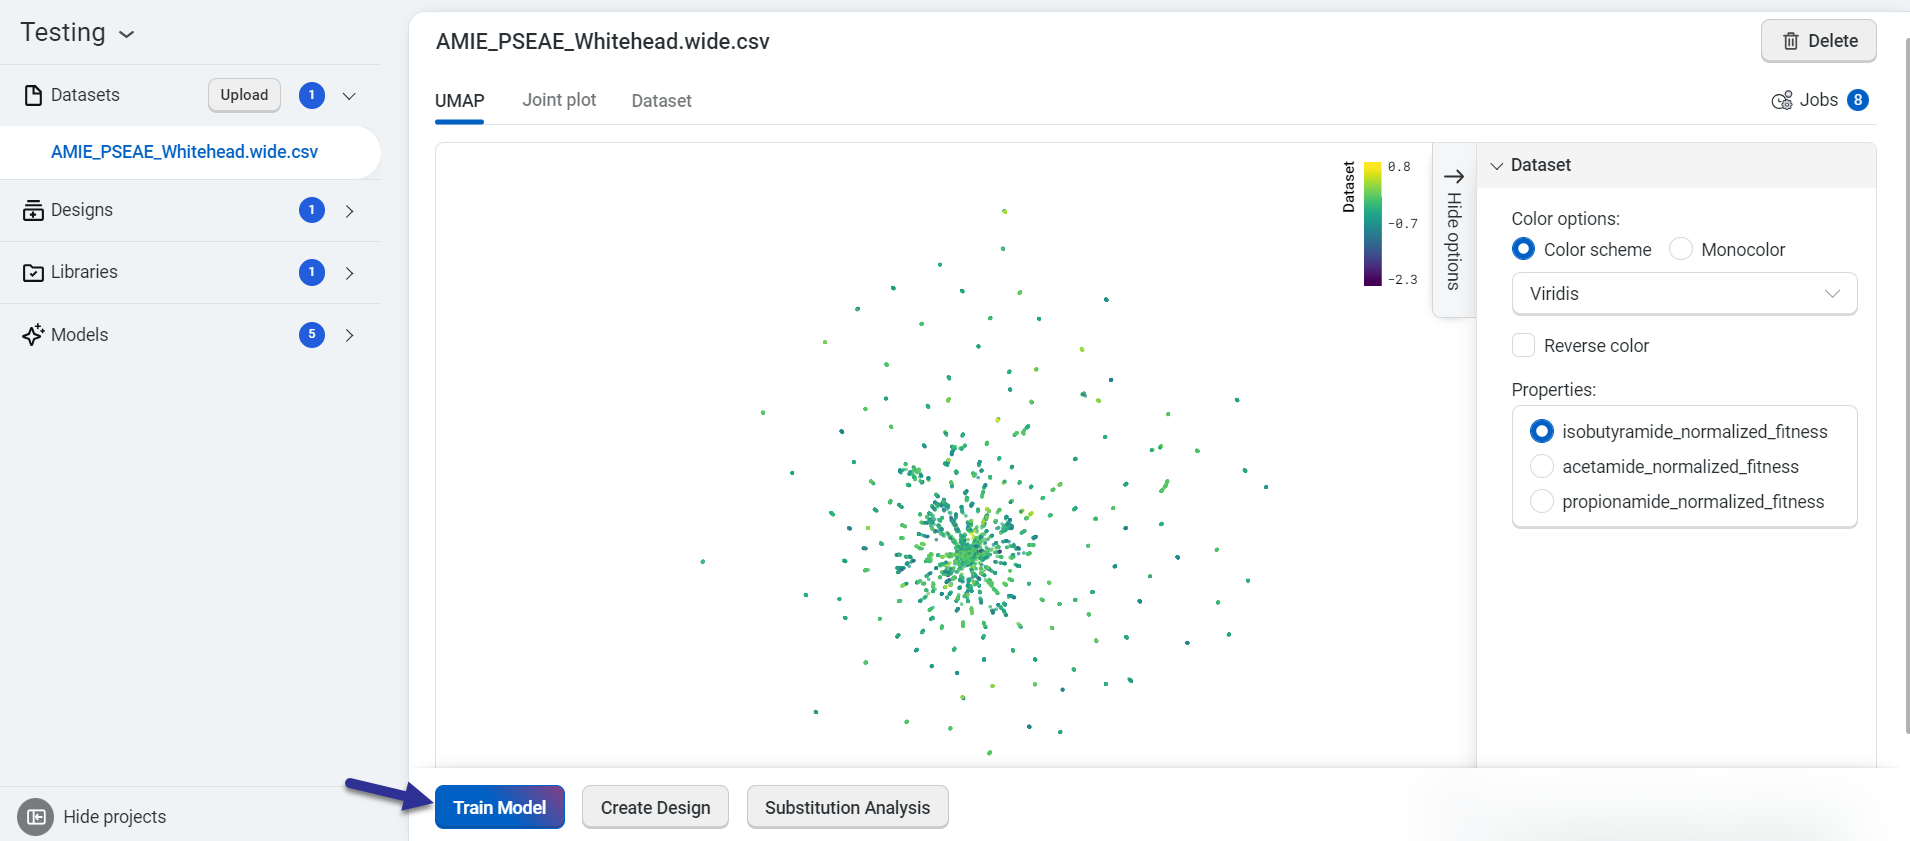 Testing
Datasets
Upload
1
AMIE_PSEAE_Whitehead.wide.csv
Designs
1
Libraries
1
Models
5
Hide projects
AMIE_PSEAE_Whitehead.wide.csv
Delete
UMAP
Joint plot
Dataset
Jobs
8
Dataset
0.8
−0.7
−2.3
Hide options
Dataset
Color options:
Color scheme
Monocolor
Viridis
Reverse color
Properties:
isobutyramide_normalized_fitness
acetamide_normalized_fitness
propionamide_normalized_fitness
Train Model
Create Design
Substitution Analysis